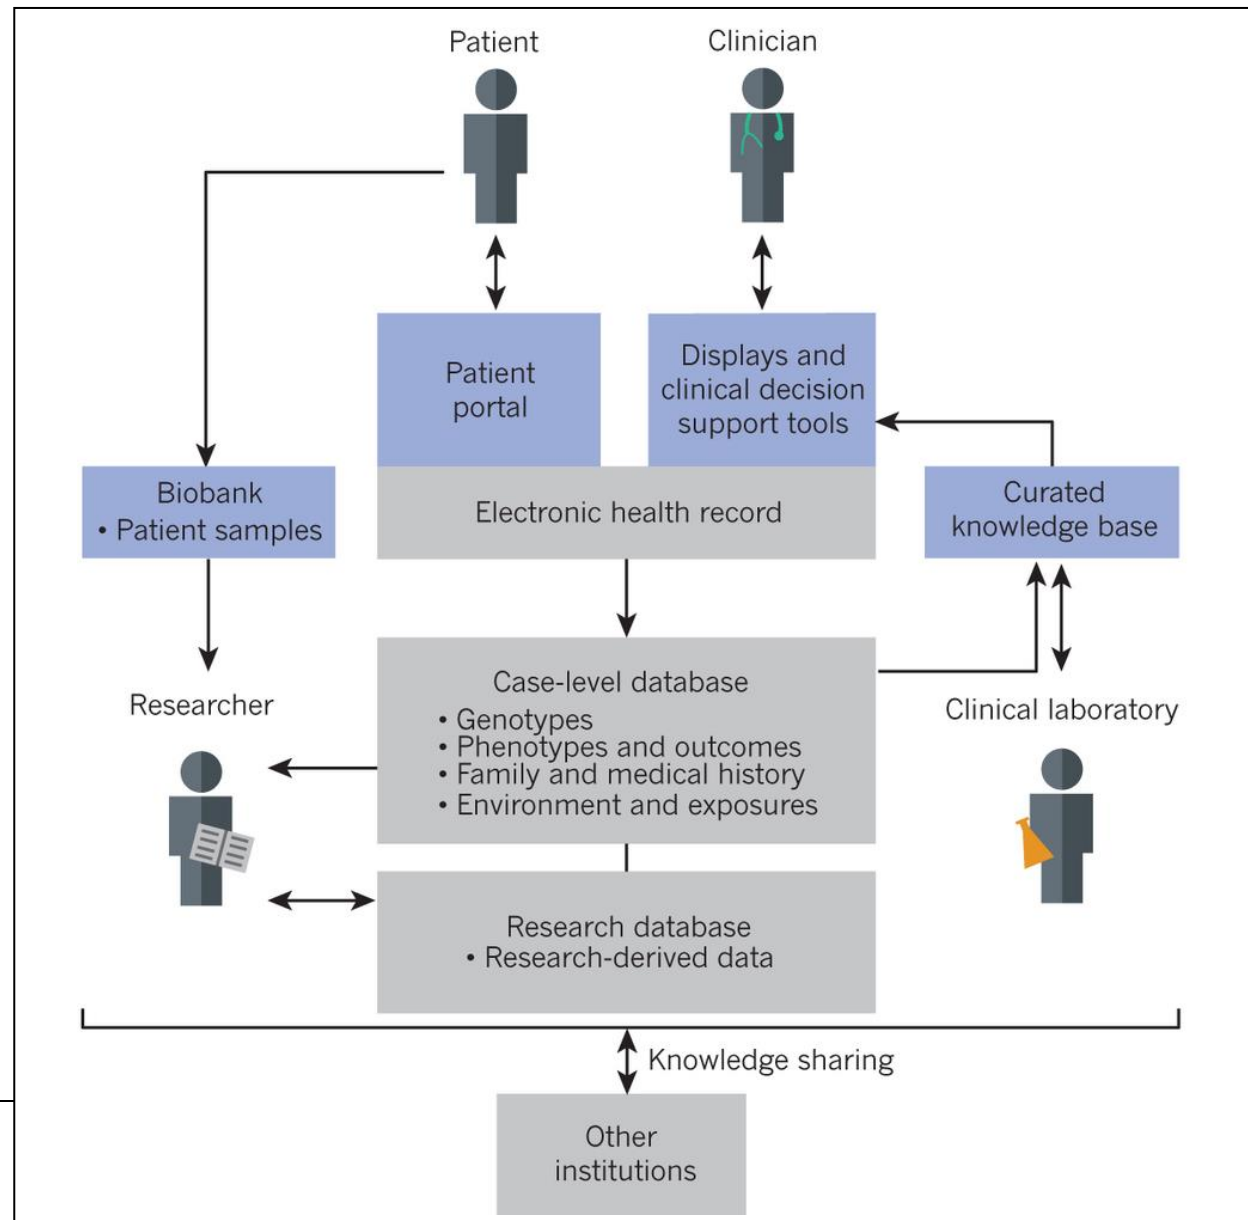 Patient
Clinician
Patient
portal
Displays and
clinical decision
support tools
Biobank
• Patient samples
Electronic health record
Curated
knowledge base
Researcher
Case-level database
• Genotypes
• Phenotypes and outcomes
• Family and medical history
• Environment and exposures
Clinical laboratory
Research database
• Research-derived data
Knowledge sharing
Other
institutions